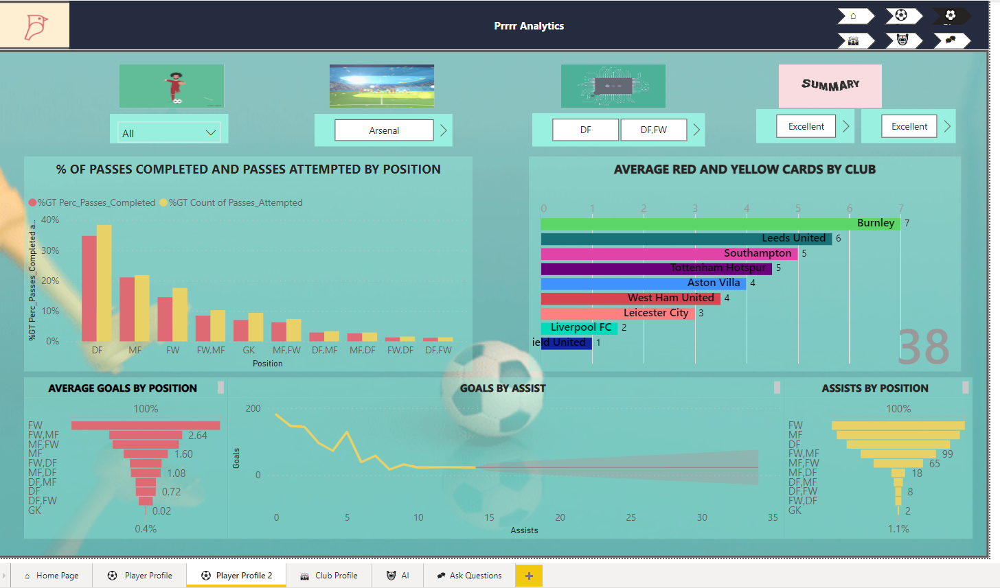 Prrrr Analytics
SUMMARY
All
Arsenal
DF
DF,FW
Excellent
Excellent
% OF PASSES COMPLETED AND PASSES ATTEMPTED BY POSITION
%GT Perc_Passes_Completed
%GT Count of Passes_Attempted
%GT Perc_Passes_Completed a...
40%
30%
20%
10%
0%
DF MF FW FW,MF GK MF,FW DF,MF MF,DF FW,DF DF,FW
Position
AVERAGE RED AND YELLOW CARDS BY CLUB
0 1 2 3 4 5 6 7
Burnley 7
Leeds United 6
Southampton 5
Tottenham Hotspur 5
Aston Villa 4
West Ham United 4
Leicester City 3
Liverpool FC 2
ield United 1
38
AVERAGE GOALS BY POSITION
100%
FW
FW,MF 2.64
MF,FW
MF 1.60
FW,DF
MF,DF 1.08
DF,MF
DF 0.72
DF,FW
GK 0.02
0.4%
GOALS BY ASSIST
Goals
200
0
0 5 10 15 20 25 30 35
Assists
ASSISTS BY POSITION
100%
FW
MF
DF
FW,MF 99
MF,FW 65
MF,DF 18
DF,MF
DF,FW 8
FW,DF
GK 2
1.1%
Home Page
Player Profile
Player Profile 2
Club Profile
AI
Ask Questions
+